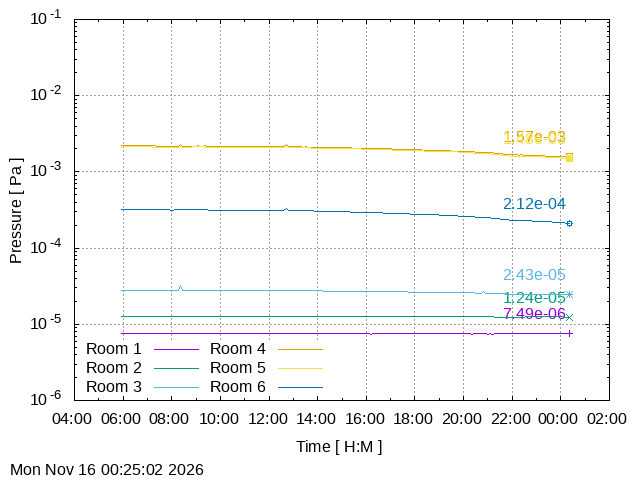 10⁻¹
10⁻²
10⁻³
10⁻⁴
10⁻⁵
10⁻⁶
Pressure [ Pa ]
1.57e-03
2.12e-04
2.43e-05
1.24e-05
7.49e-06
Room 1 Room 4
Room 2 Room 5
Room 3 Room 6
04:00 06:00 08:00 10:00 12:00 14:00 16:00 18:00 20:00 22:00 00:00 02:00
Time [ H:M ]
Mon Nov 16 00:25:02 2026